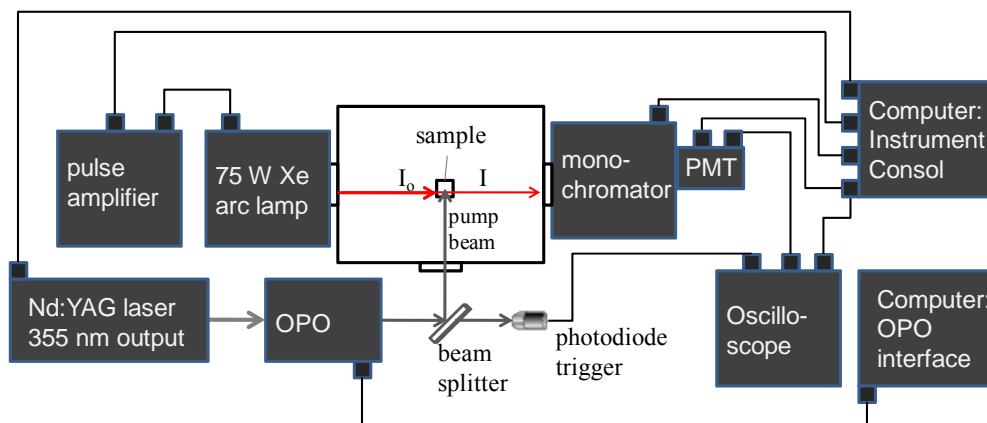 sample
I₀
I
pump
beam
pulse
amplifier
75 W Xe
arc lamp
mono-
chromator
PMT
Computer:
Instrument
Consol
Nd:YAG laser
355 nm output
OPO
beam
splitter
photodiode
trigger
Oscillo-
scope
Computer:
OPO
interface